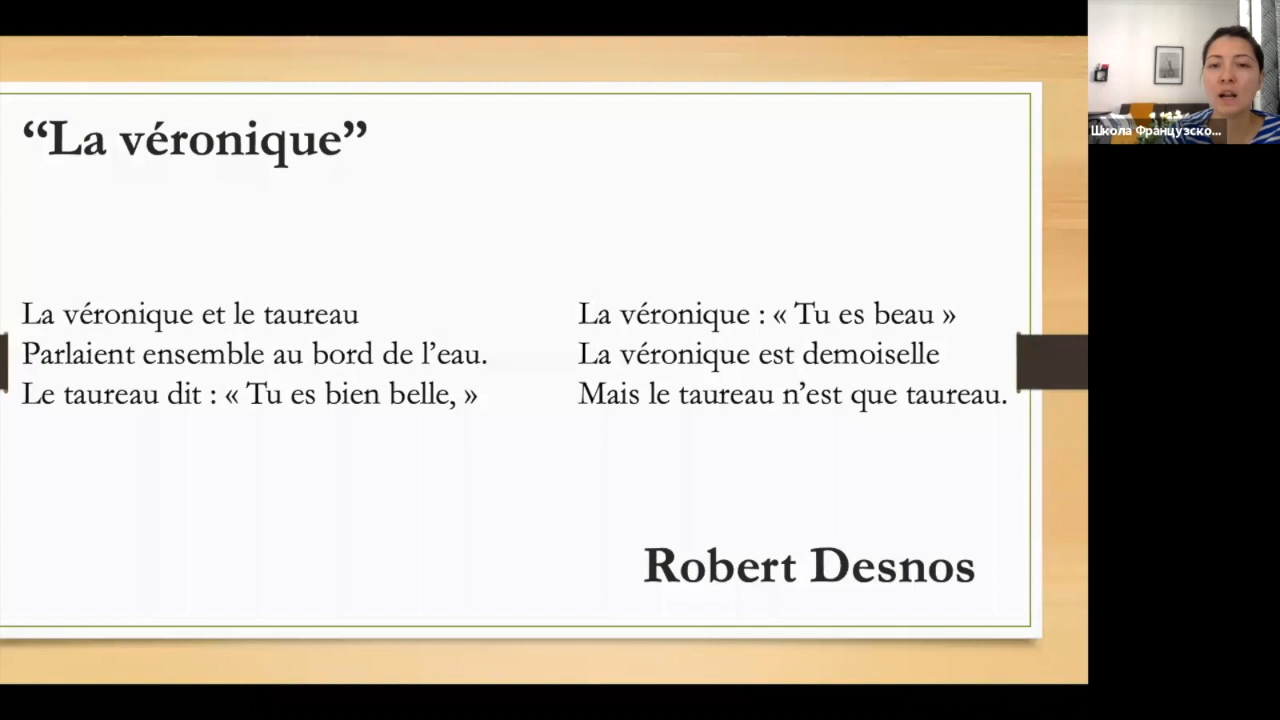 “La véronique”
La véronique et le taureau
Parlaient ensemble au bord de l’eau.
Le taureau dit : « Tu es bien belle, »
La véronique : « Tu es beau »
La véronique est demoiselle
Mais le taureau n’est que taureau.
Robert Desnos
Школа Французско...